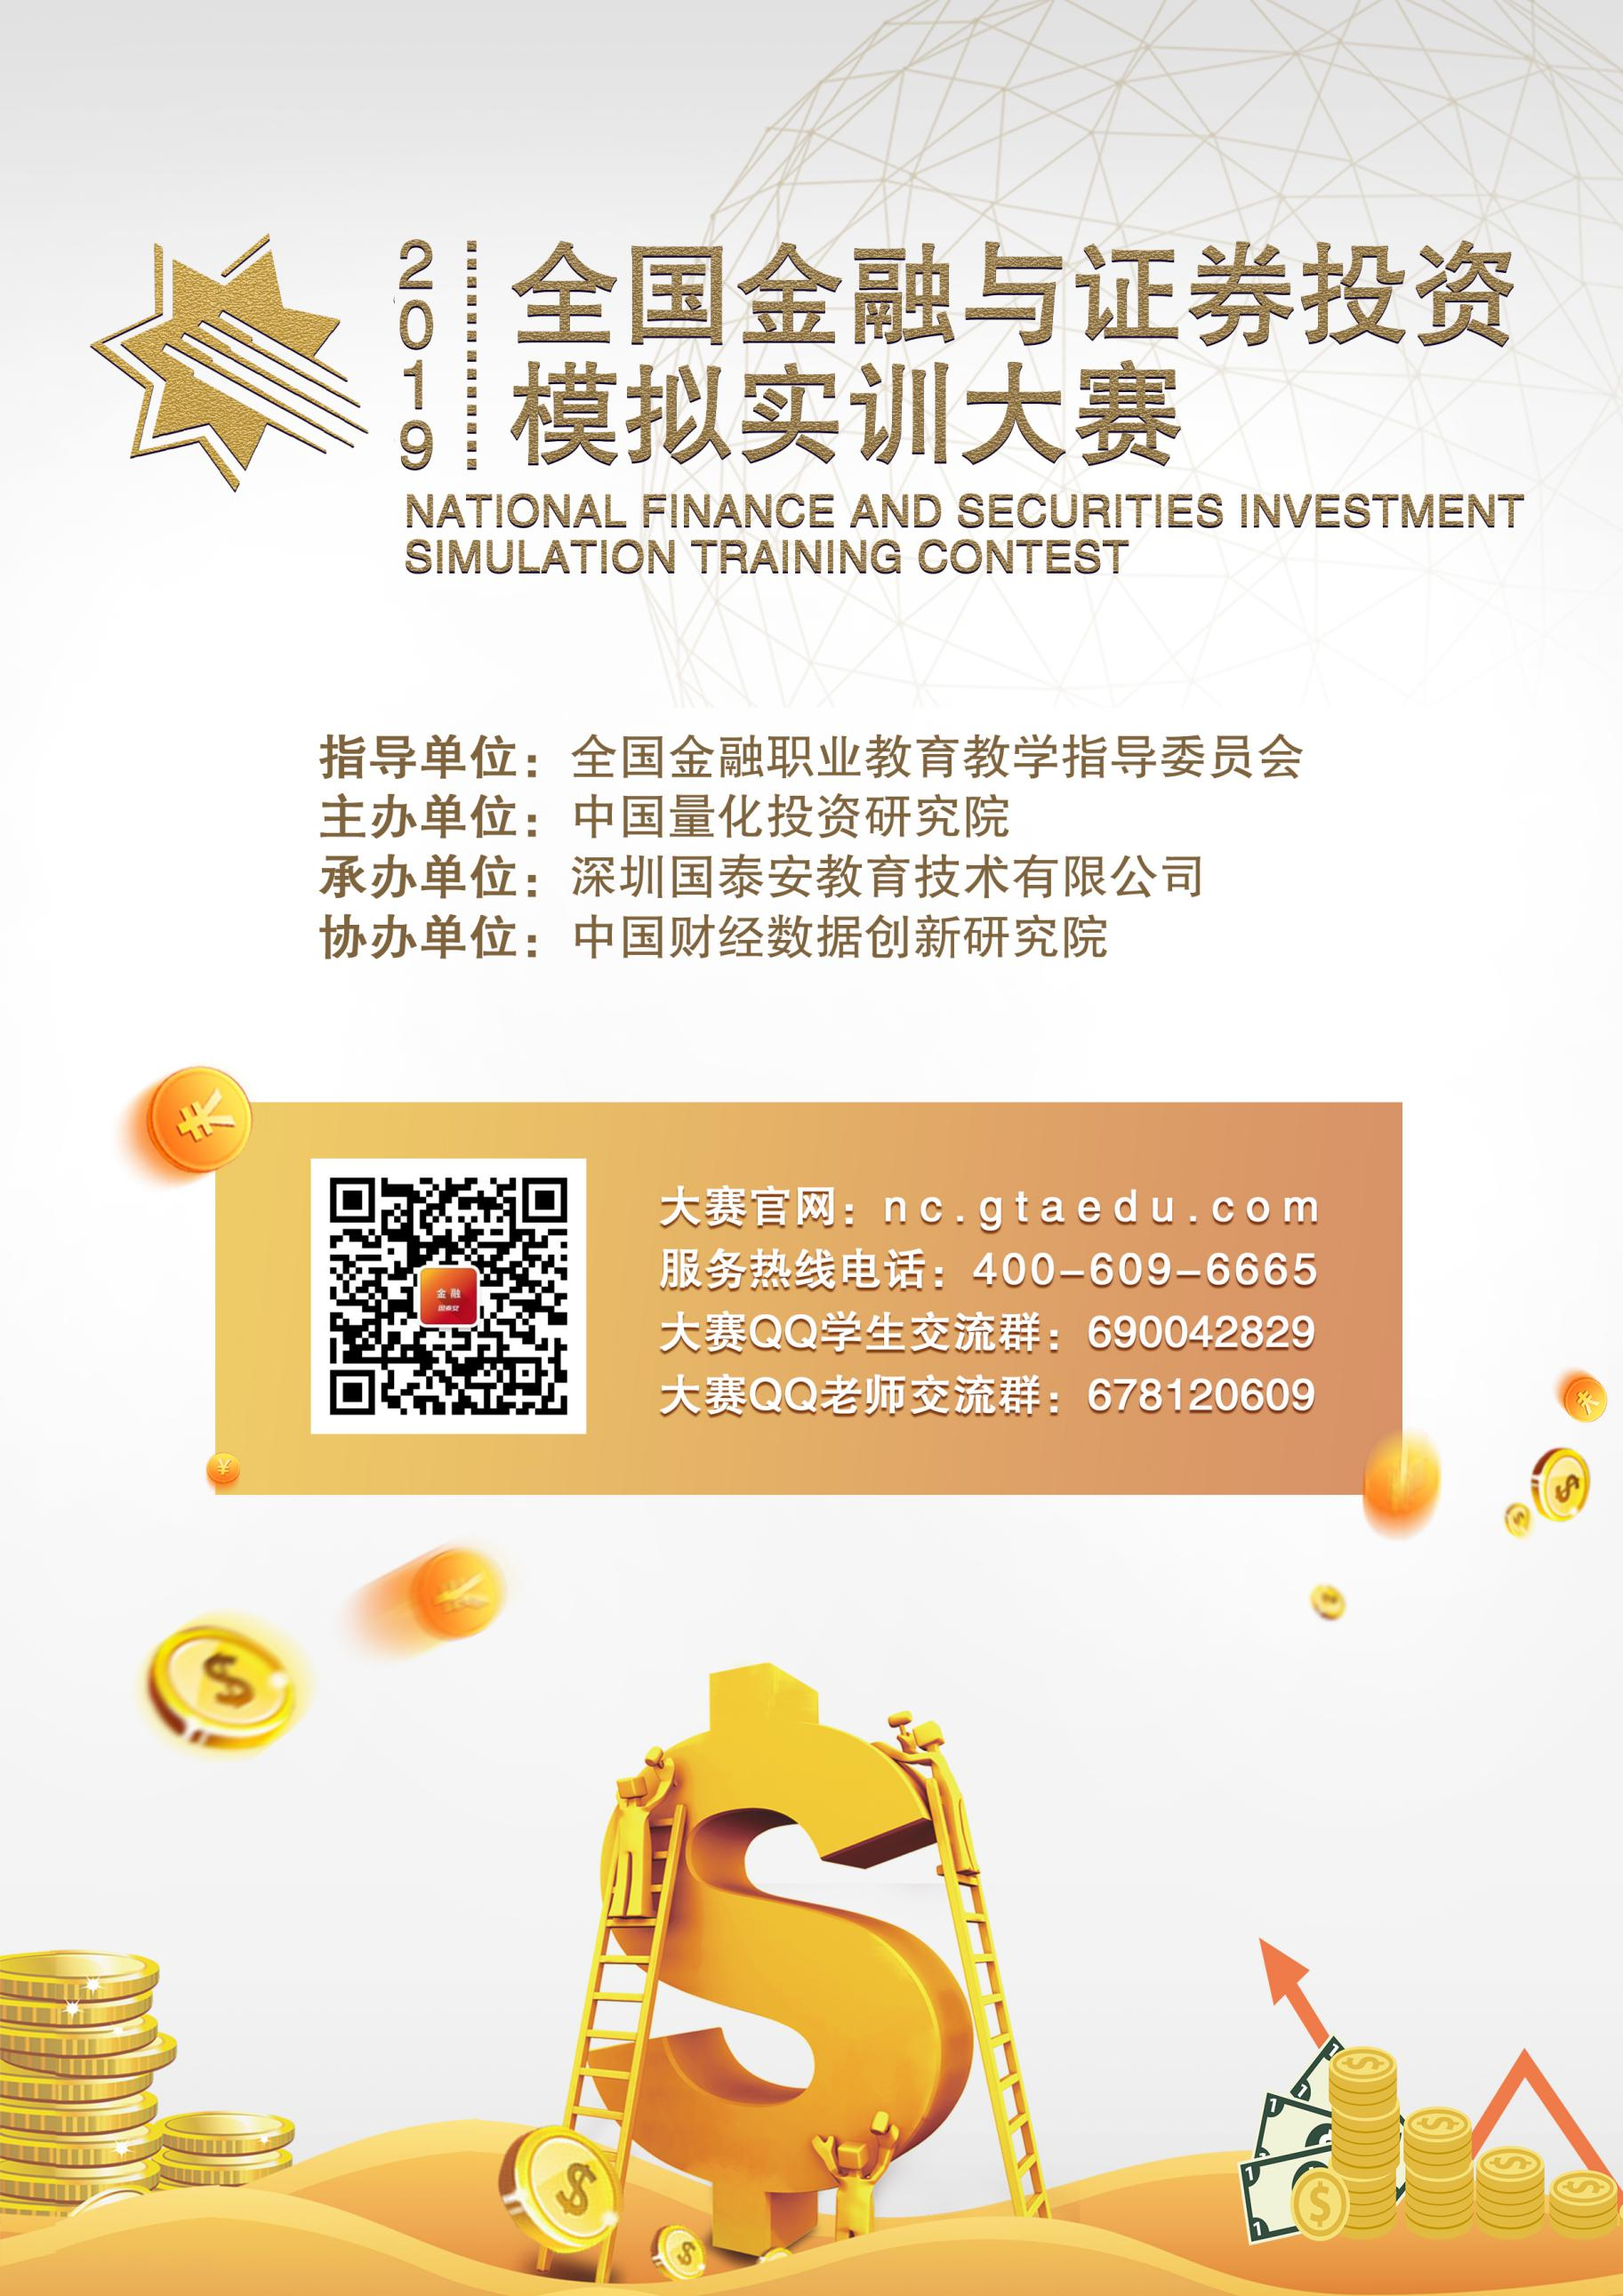 2019
全国金融与证券投资
模拟实训大赛
NATIONAL FINANCE AND SECURITIES INVESTMENT
SIMULATION TRAINING CONTEST
指导单位：全国金融职业教育教学指导委员会
主办单位：中国量化投资研究院
承办单位：深圳国泰安教育技术有限公司
协办单位：中国财经数据创新研究院
金融
国泰安
大赛官网：nc.gtaedu.com
服务热线电话：400-609-6665
大赛QQ学生交流群：690042829
大赛QQ老师交流群：678120609